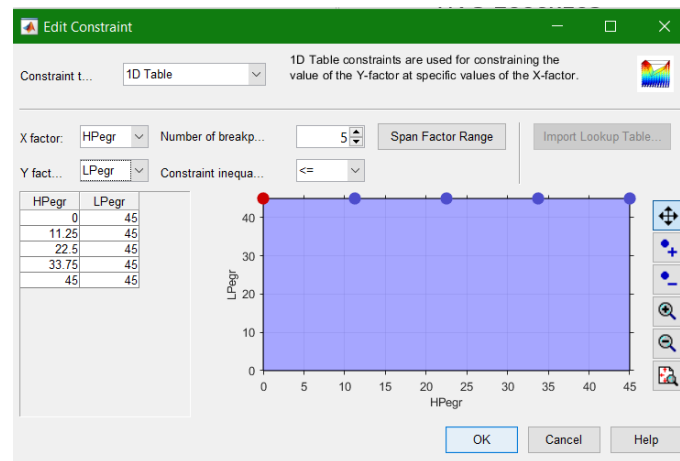 Edit Constraint
Constraint t...
1D Table
1D Table constraints are used for constraining the
value of the Y-factor at specific values of the X-factor.
X factor:
HPegr
Number of breakp...
5
Span Factor Range
Import Lookup Table...
Y fact...
LPegr
Constraint inequa...
<=
HPegr LPegr
0 45
11.25 45
22.5 45
33.75 45
45 45
40
30
20
10
0
LPegr
0 5 10 15 20 25 30 35 40 45
HPegr
OK
Cancel
Help